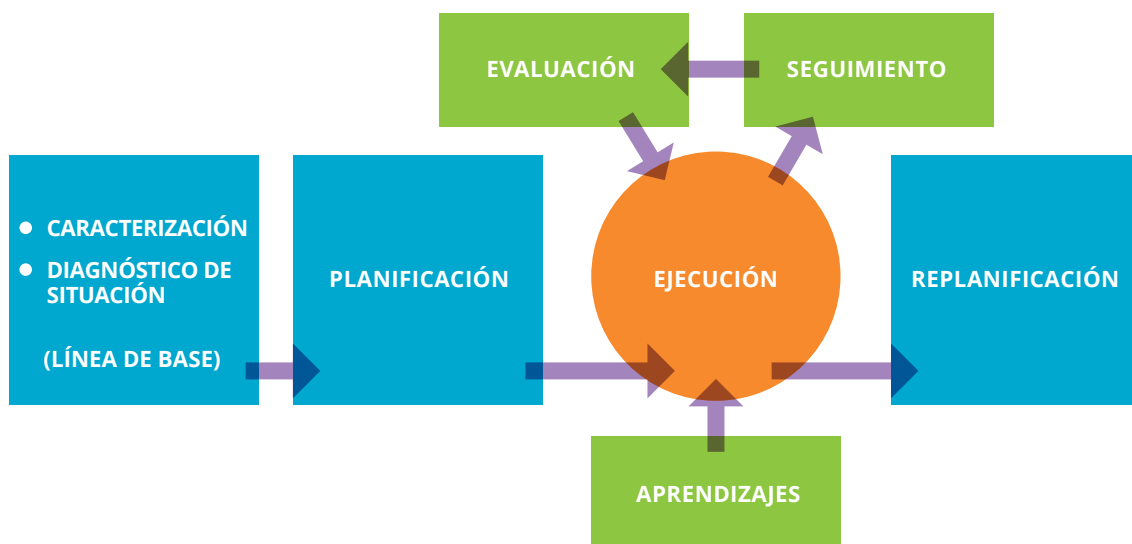 EVALUACIÓN
SEGUIMIENTO
● CARACTERIZACIÓN
● DIAGNÓSTICO DE
SITUACIÓN
(LÍNEA DE BASE)
PLANIFICACIÓN
EJECUCIÓN
REPLANIFICACIÓN
APRENDIZAJES